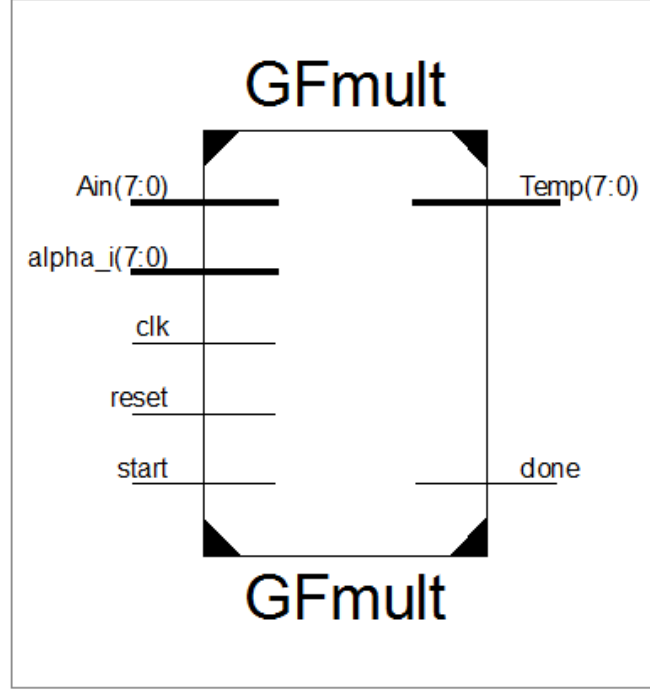 GFmult
Ain(7:0)
Temp(7:0)
alpha_i(7:0)
clk
reset
start
done
GFmult